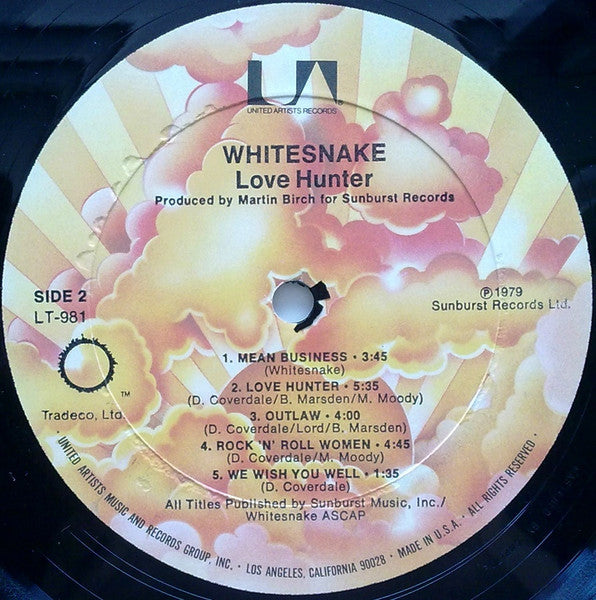 UA
UNITED ARTISTS RECORDS
WHITESNAKE
Love Hunter
Produced by Martin Birch for Sunburst Records
SIDE 2
LT-981
℗1979
Sunburst Records Ltd.
TM
Tradeco, Ltd.
1. MEAN BUSINESS • 3:45
(Whitesnake)
2. LOVE HUNTER • 5:35
(D. Coverdale/B. Marsden/M. Moody)
3. OUTLAW • 4:00
(D. Coverdale/Lord/B. Marsden)
4. ROCK 'N' ROLL WOMEN • 4:45
(D. Coverdale/M. Moody)
5. WE WISH YOU WELL • 1:35
(D. Coverdale)
All Titles Published by Sunburst Music, Inc./
Whitesnake ASCAP
• UNITED ARTISTS MUSIC AND RECORDS GROUP, INC. • LOS ANGELES, CALIFORNIA 90028 • MADE IN U.S.A. • ALL RIGHTS RESERVED •